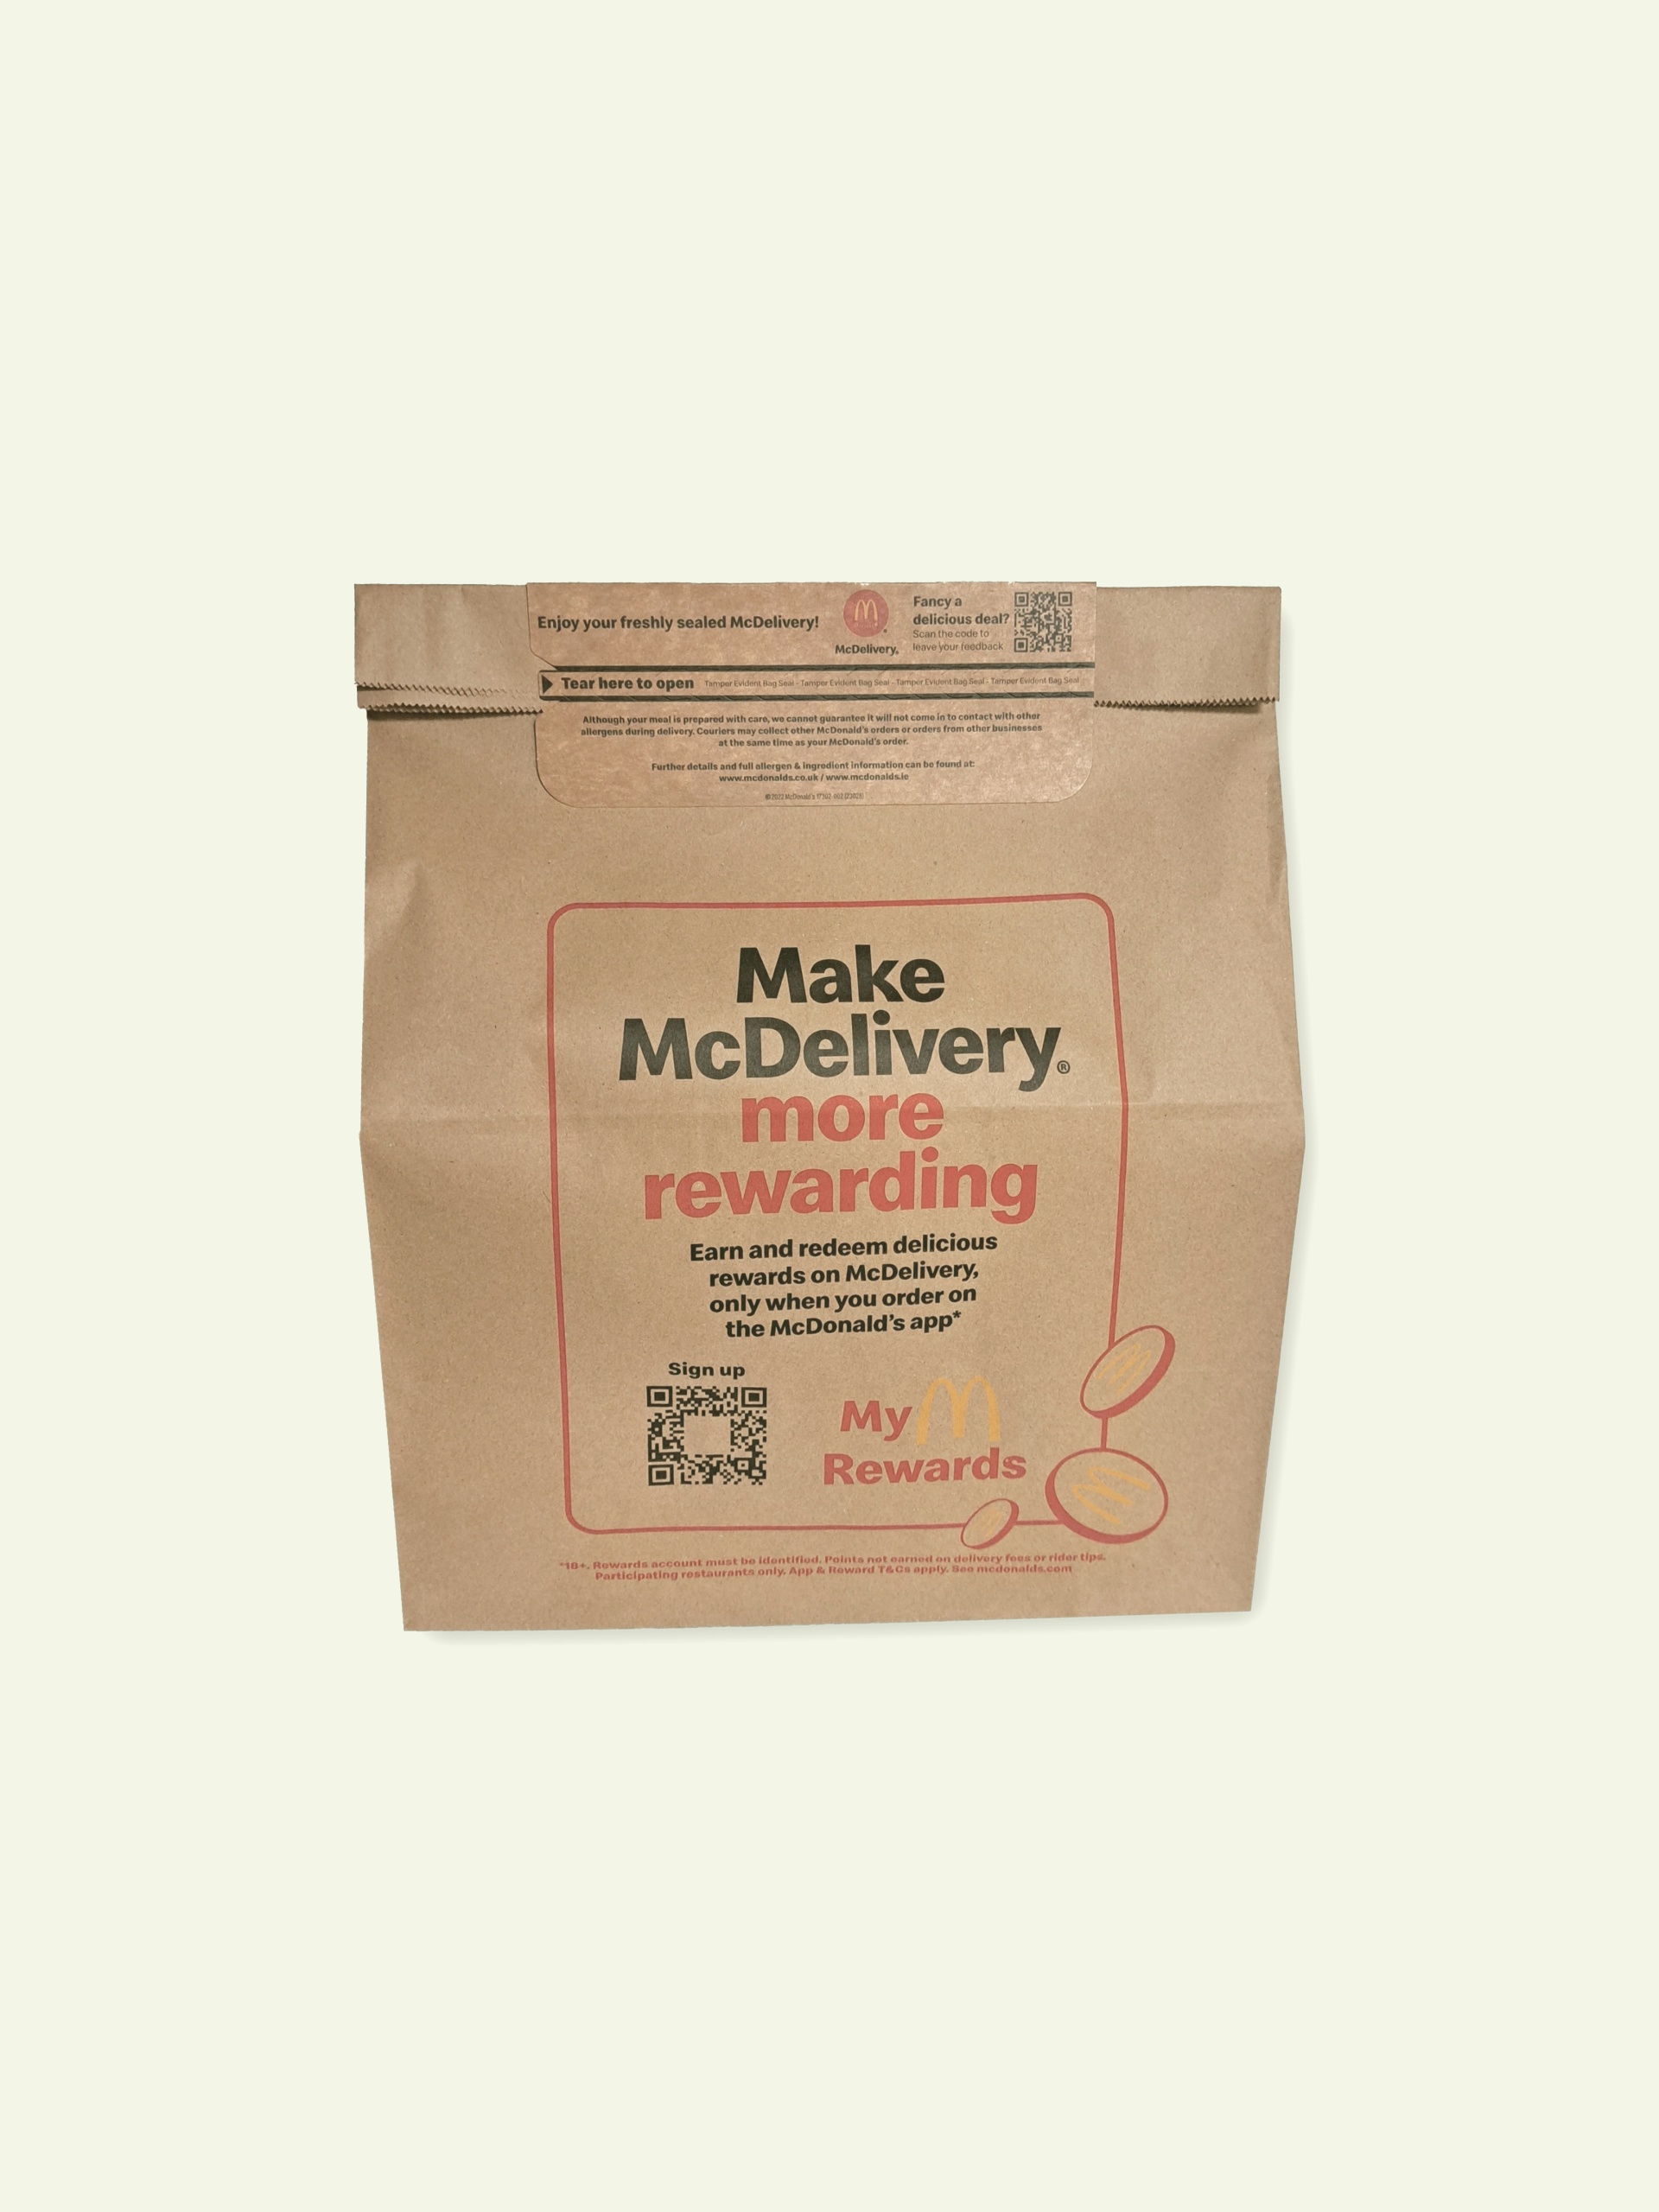 Enjoy your freshly sealed McDelivery!
McDelivery®
Fancy a
delicious deal?
Scan the code to
leave your feedback
Tear here to open
Tamper Evident Bag Seal - Tamper Evident Bag Seal - Tamper Evident Bag Seal - Tamper Evident Bag Seal
Although your meal is prepared with care, we cannot guarantee it will not come in to contact with other
allergens during delivery. Couriers may collect other McDonald's orders or orders from other businesses
at the same time as your McDonald's order.
Further details and full allergen & ingredient information can be found at:
www.mcdonalds.co.uk / www.mcdonalds.ie
©2022 McDonald's
Make
McDelivery®
more
rewarding
Earn and redeem delicious
rewards on McDelivery,
only when you order on
the McDonald's app*
Sign up
My
Rewards
*18+. Rewards account must be identified. Points not earned on delivery fees or rider tips.
Participating restaurants only. App & Reward T&Cs apply. See mcdonalds.com